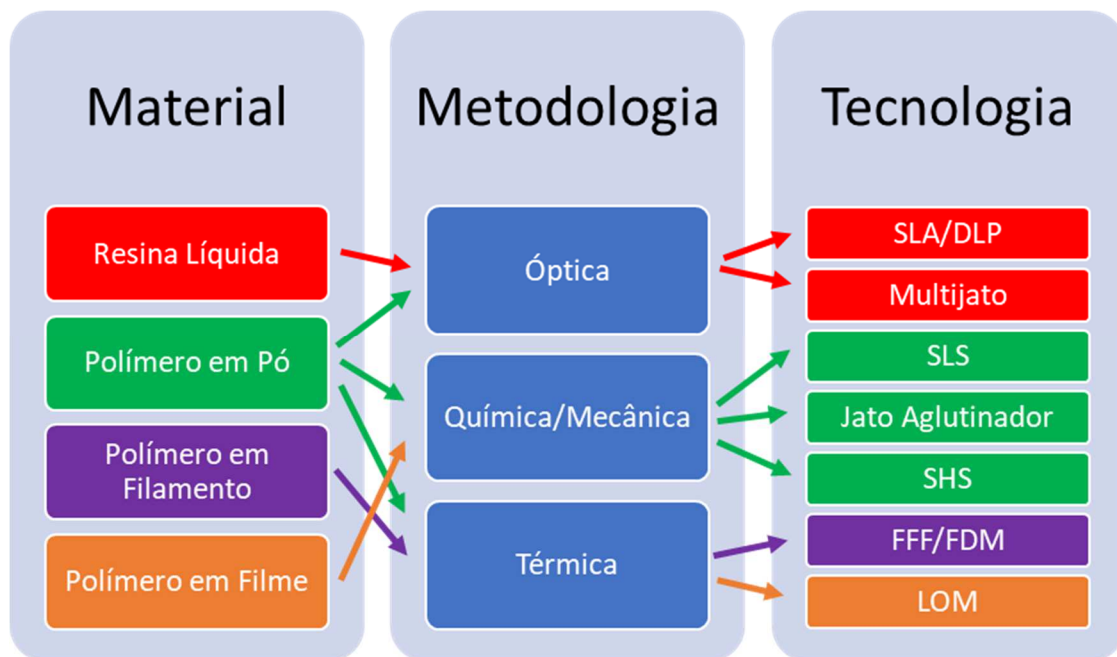 Material
Resina Líquida
Polímero em Pó
Polímero em
Filamento
Polímero em Filme
Metodologia
Óptica
Química/Mecânica
Térmica
Tecnologia
SLA/DLP
Multijato
SLS
Jato Aglutinador
SHS
FFF/FDM
LOM